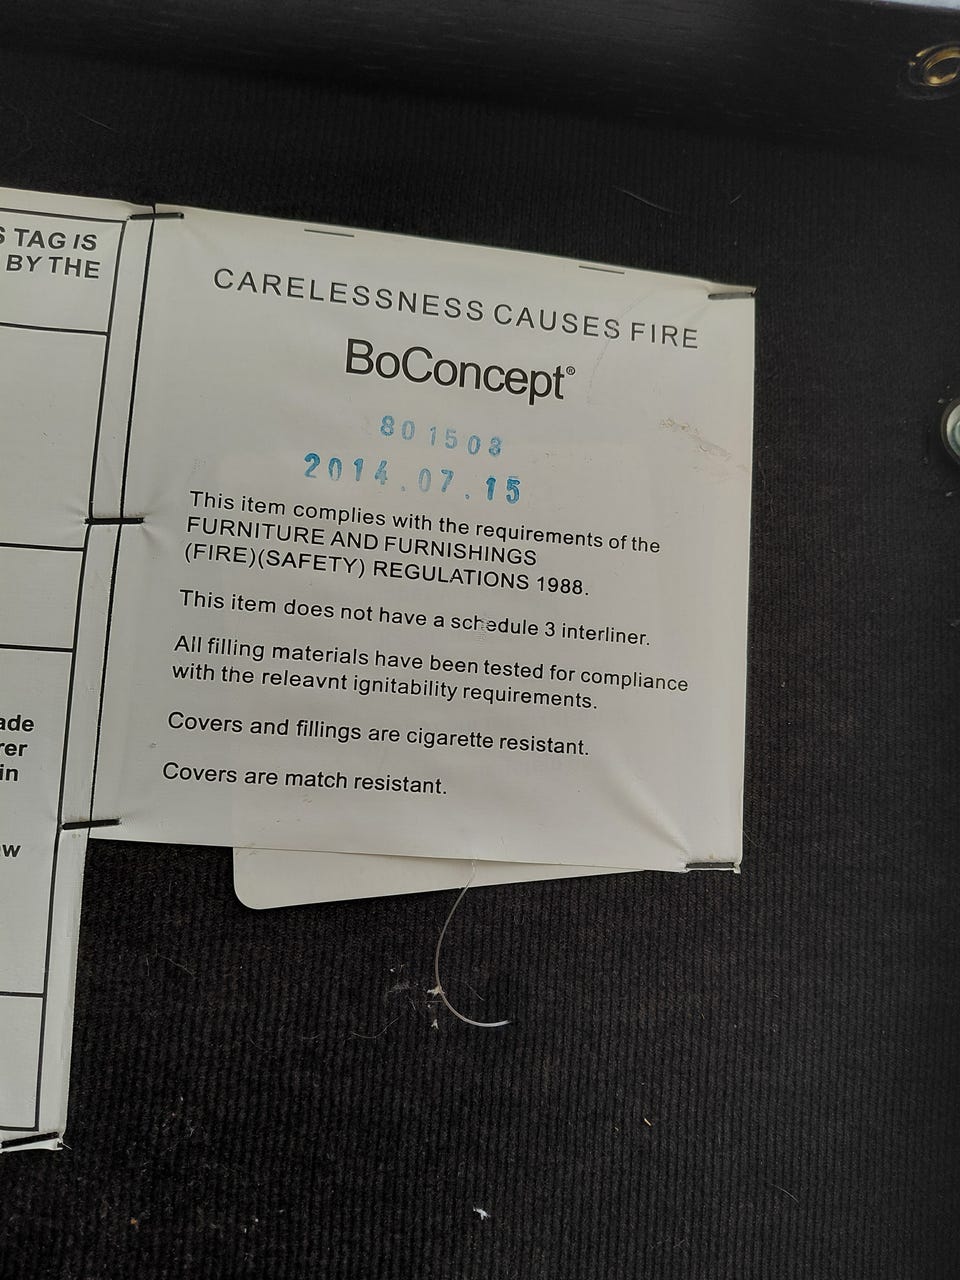 S TAG IS
BY THE
ade
rer
in
aw
CARELESSNESS CAUSES FIRE
BoConcept®
801508
2014.07.15
This item complies with the requirements of the
FURNITURE AND FURNISHINGS
(FIRE)(SAFETY) REGULATIONS 1988.
This item does not have a schedule 3 interliner.
All filling materials have been tested for compliance
with the releavnt ignitability requirements.
Covers and fillings are cigarette resistant.
Covers are match resistant.